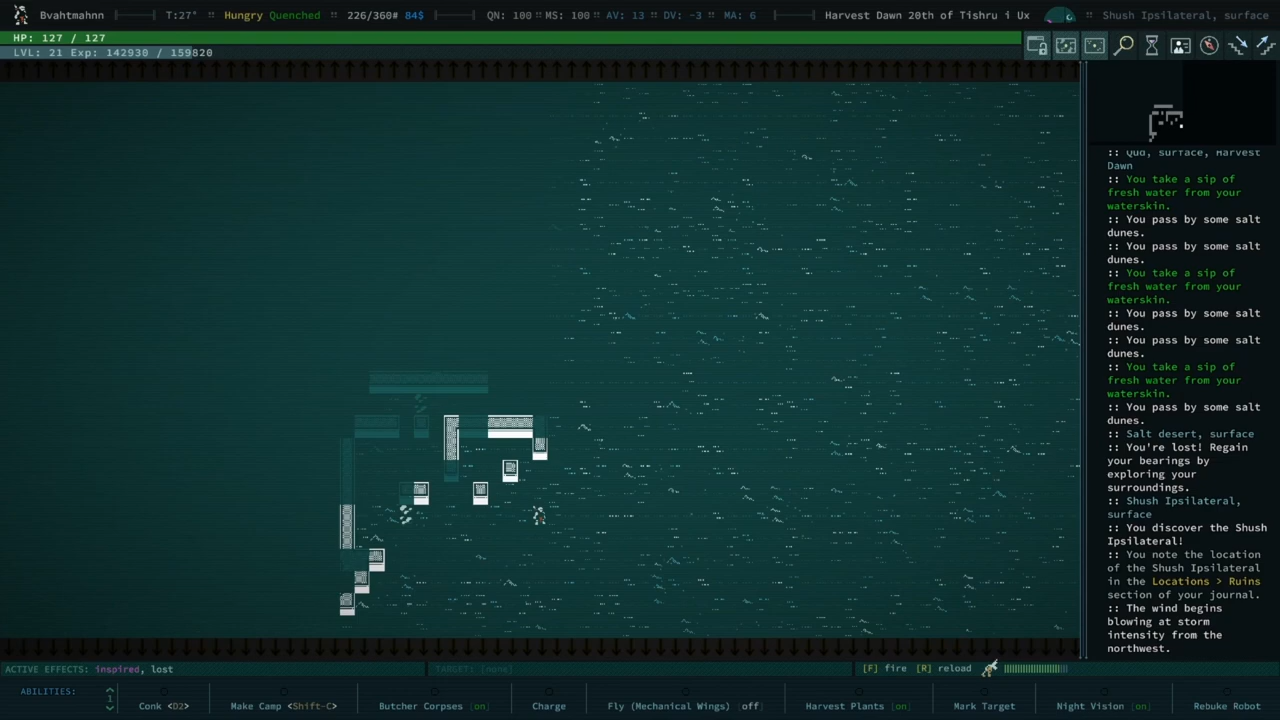 Bvahtmahnn T:27° :: Hungry Quenched :: 226/360# 84$ QN: 100 :: MS: 100 :: AV: 13 :: DV: -3 :: MA: 6 Harvest Dawn 20th of Tishru i Ux Shush Ipsilateral, surface
HP: 127 / 127
LVL: 21 Exp: 142930 / 159820
:: Qud, surface, Harvest
Dawn
:: You take a sip of
fresh water from your
waterskin.
:: You pass by some salt
dunes.
:: You pass by some salt
dunes.
:: You take a sip of
fresh water from your
waterskin.
:: You pass by some salt
dunes.
:: You pass by some salt
dunes.
:: You take a sip of
fresh water from your
waterskin.
:: You pass by some salt
dunes.
:: Salt desert, surface
:: You're lost! Regain
your bearings by
exploring your
surroundings.
:: Shush Ipsilateral,
surface
:: You discover the Shush
Ipsilateral!
:: You note the location
of the Shush Ipsilateral
in the Locations > Ruins
section of your journal.
:: The wind begins
blowing at storm
intensity from the
northwest.
ACTIVE EFFECTS: inspired, lost TARGET: [none] [F] fire [R] reload
ABILITIES: 1 Conk <D2> Make Camp <Shift-C> Butcher Corpses [on] Charge Fly (Mechanical Wings) [off] Harvest Plants [on] Mark Target Night Vision [on] Rebuke Robot